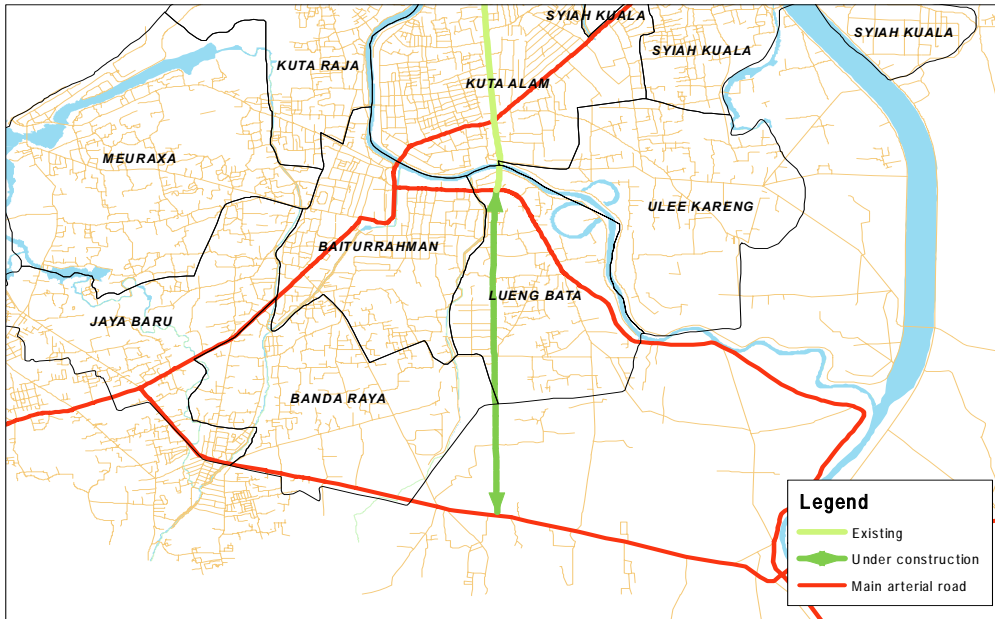 SYIAH KUALA
KUTA RAJA
SYIAH KUALA
SYIAH KUALA
KUTA ALAM
MEURAXA
ULEE KARENG
BAITURRAHMAN
LUENG BATA
JAYA BARU
BANDA RAYA
Legend
Existing
Under construction
Main arterial road